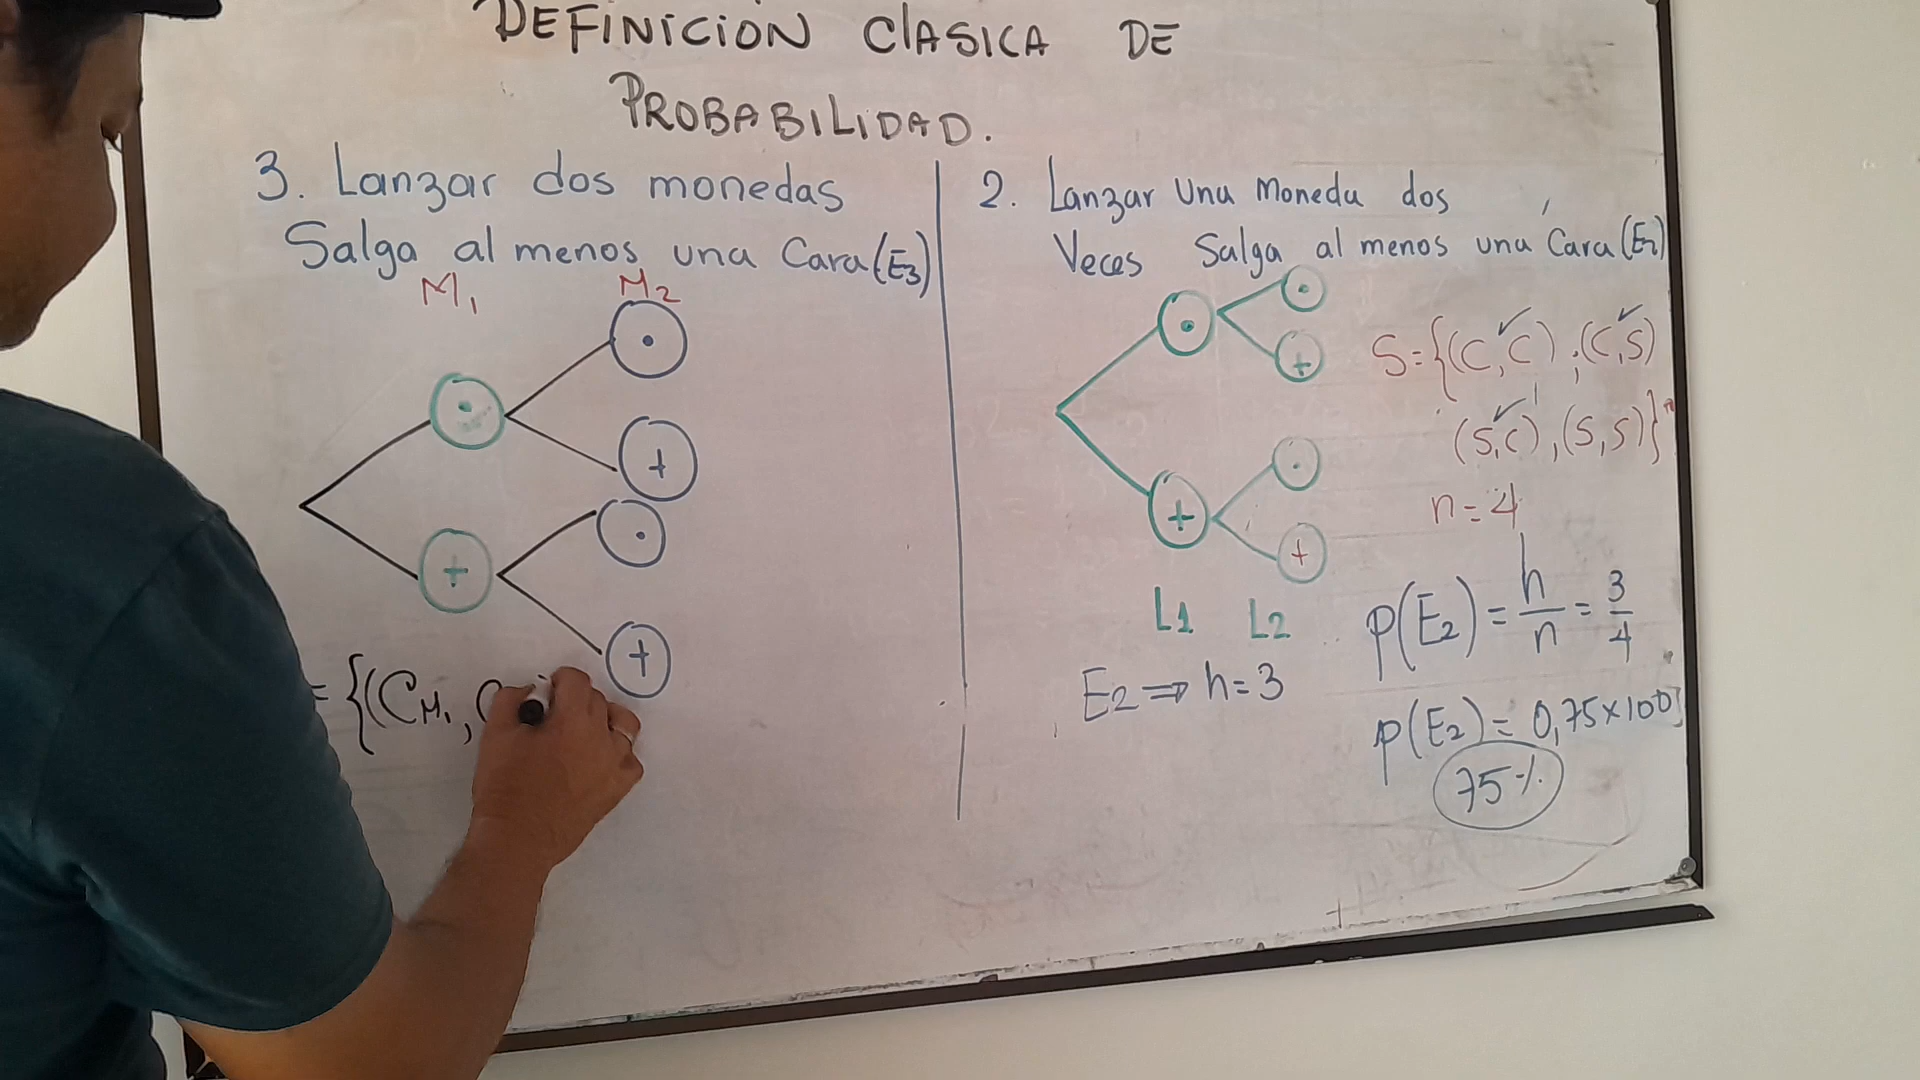 DEFINICION CLASICA DE
PROBABILIDAD.
3. Lanzar dos monedas
Salga al menos una Cara (E3)
M1 M2
+
+
+
= {(CM1, C
2. Lanzar Una Moneda dos
Veces Salga al menos una Cara (E2)
+
+
+
L1 L2
S={(C,C),(C,S)
(S,C),(S,S)}
n=4
E2 ⇒ h=3
P(E2) = h/n = 3/4
P(E2) = 0,75×100
75%